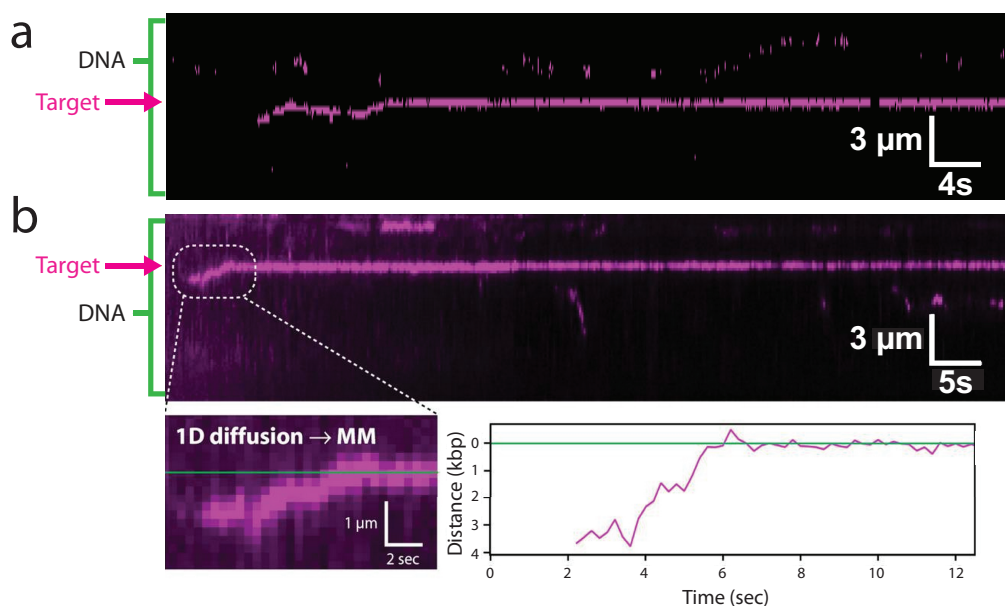 a
DNA
Target
3 μm
4s
b
Target
DNA
3 μm
5s
1D diffusion → MM
1 μm
2 sec
Distance (kbp)
0
1
2
3
4
0
2
4
6
8
10
12
Time (sec)